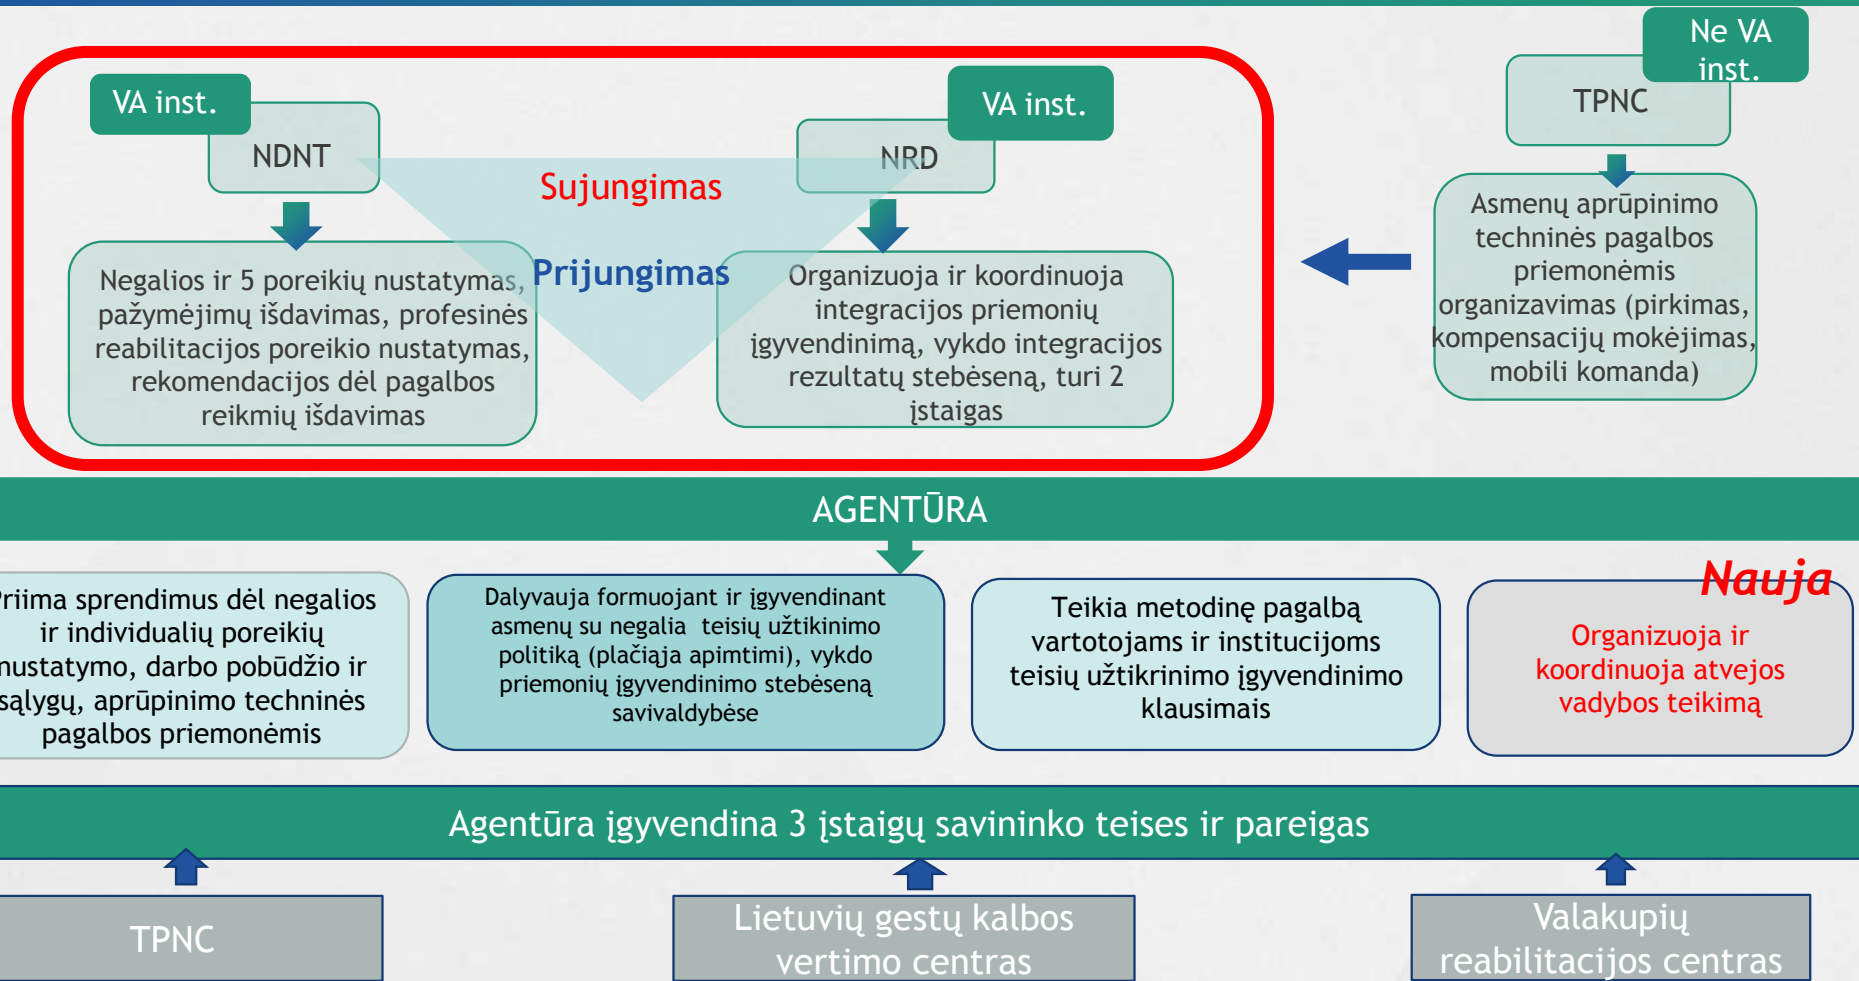 VA inst.
NDNT
Negalios ir 5 poreikių nustatymas,
pažymėjimų išdavimas, profesinės
reabilitacijos poreikio nustatymas,
rekomendacijos dėl pagalbos
reikmių išdavimas
Sujungimas
Prijungimas
VA inst.
NRD
Organizuoja ir koordinuoja
integracijos priemonių
įgyvendinimą, vykdo integracijos
rezultatų stebėseną, turi 2
įstaigas
Ne VA
inst.
TPNC
Asmenų aprūpinimo
techninės pagalbos
priemonėmis
organizavimas (pirkimas,
kompensacijų mokėjimas,
mobili komanda)
AGENTŪRA
Priima sprendimus dėl negalios
ir individualių poreikių
nustatymo, darbo pobūdžio ir
sąlygų, aprūpinimo techninės
pagalbos priemonėmis
Dalyvauja formuojant ir įgyvendinant
asmenų su negalia teisių užtikinimo
politiką (plačiąja apimtimi), vykdo
priemonių įgyvendinimo stebėseną
savivaldybėse
Teikia metodinę pagalbą
vartotojams ir institucijoms
teisių užtikrinimo įgyvendinimo
klausimais
Nauja
Organizuoja ir
koordinuoja atvejos
vadybos teikimą
Agentūra įgyvendina 3 įstaigų savininko teises ir pareigas
TPNC
Lietuvių gestų kalbos
vertimo centras
Valakupių
reabilitacijos centras